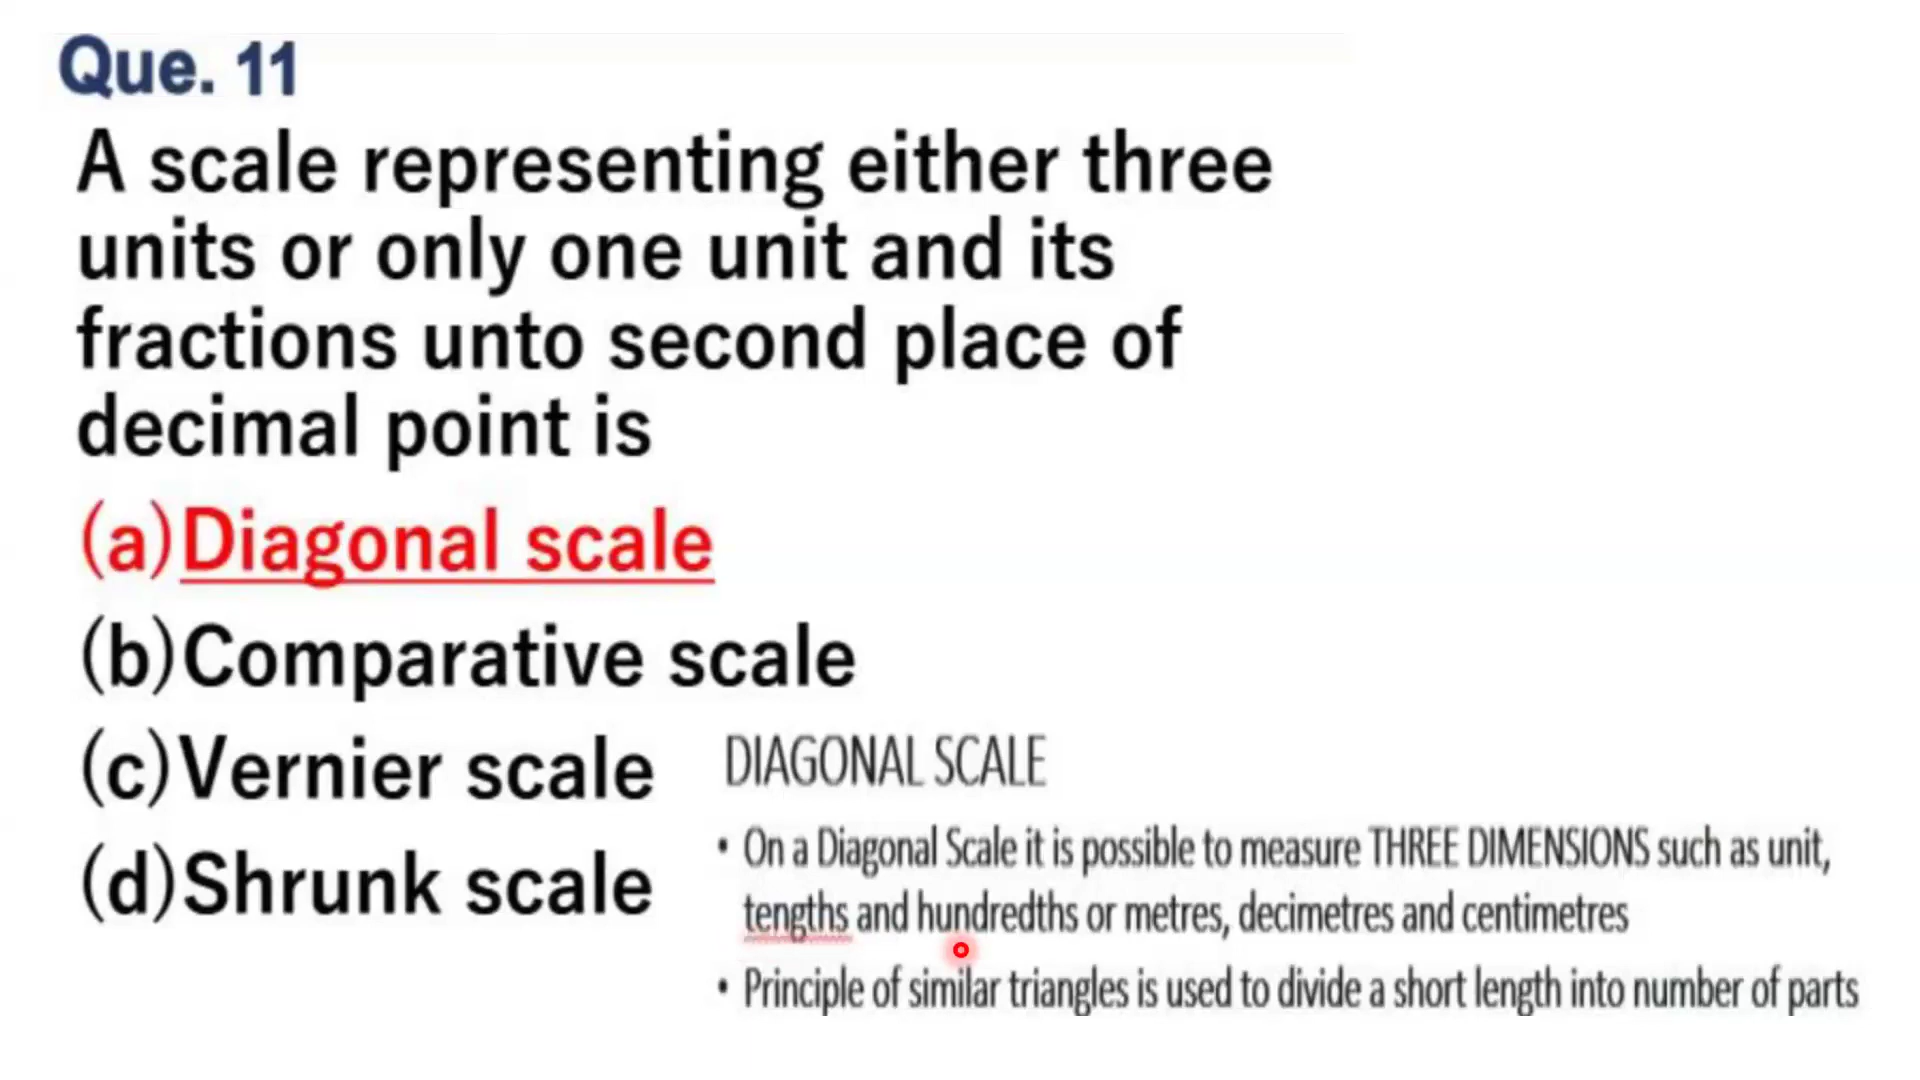 Que. 11
A scale representing either three
units or only one unit and its
fractions unto second place of
decimal point is
(a)Diagonal scale
(b)Comparative scale
(c)Vernier scale
(d)Shrunk scale
DIAGONAL SCALE
• On a Diagonal Scale it is possible to measure THREE DIMENSIONS such as unit,
tengths and hundredths or metres, decimetres and centimetres
• Principle of similar triangles is used to divide a short length into number of parts